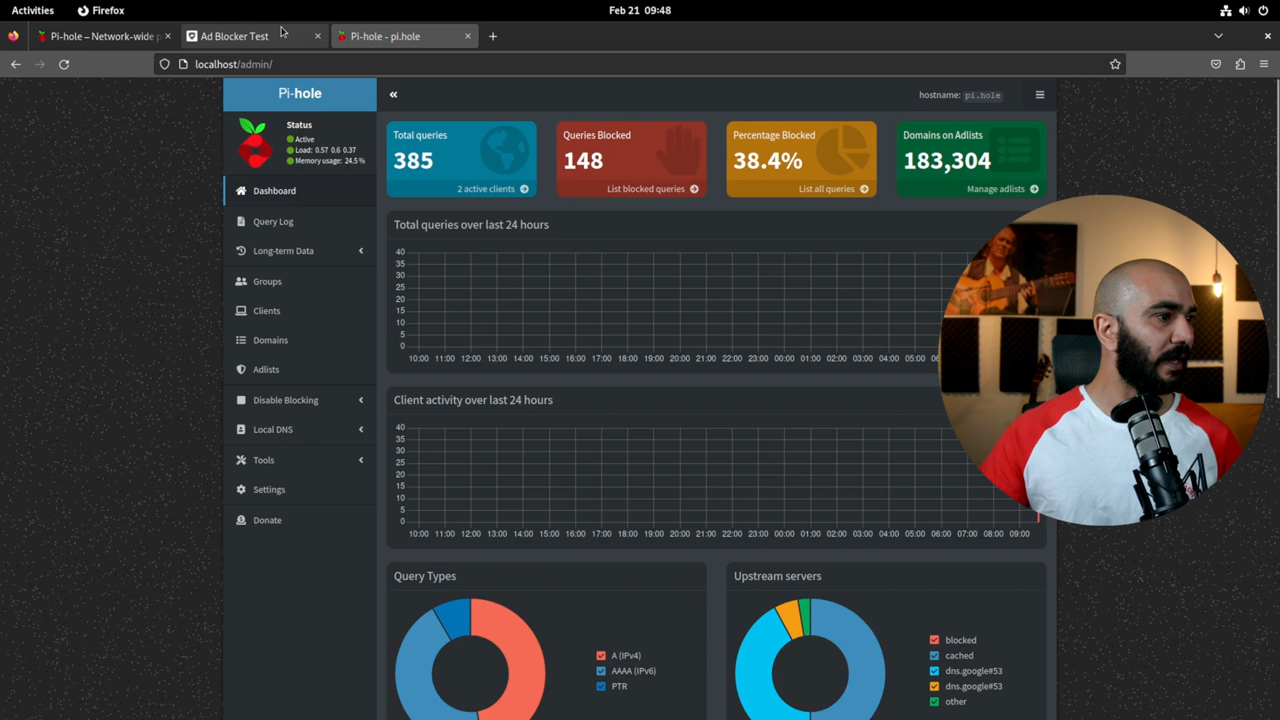 Activities
Firefox
Feb 21 09:48
Pi-hole – Network-wide p
Ad Blocker Test
Pi-hole - pi.hole
localhost/admin/
Pi-hole
hostname: pi.hole
Status
Active
Load: 0.57 0.6 0.37
Memory usage: 24.5 %
Total queries
385
2 active clients
Queries Blocked
148
List blocked queries
Percentage Blocked
38.4%
List all queries
Domains on Adlists
183,304
Manage adlists
Dashboard
Query Log
Long-term Data
Groups
Clients
Domains
Adlists
Disable Blocking
Local DNS
Tools
Settings
Donate
Total queries over last 24 hours
40
35
30
25
20
15
10
5
0
10:00 11:00 12:00 13:00 14:00 15:00 16:00 17:00 18:00 19:00 20:00 21:00 22:00 23:00 00:00 01:00 02:00 03:00 04:00 05:00
Client activity over last 24 hours
40
35
30
25
20
15
10
5
0
10:00 11:00 12:00 13:00 14:00 15:00 16:00 17:00 18:00 19:00 20:00 21:00 22:00 23:00 00:00 01:00 02:00 03:00 04:00 05:00 06:00 07:00 08:00 09:00
Query Types
A (IPv4)
AAAA (IPv6)
PTR
Upstream servers
blocked
cached
dns.google#53
dns.google#53
other